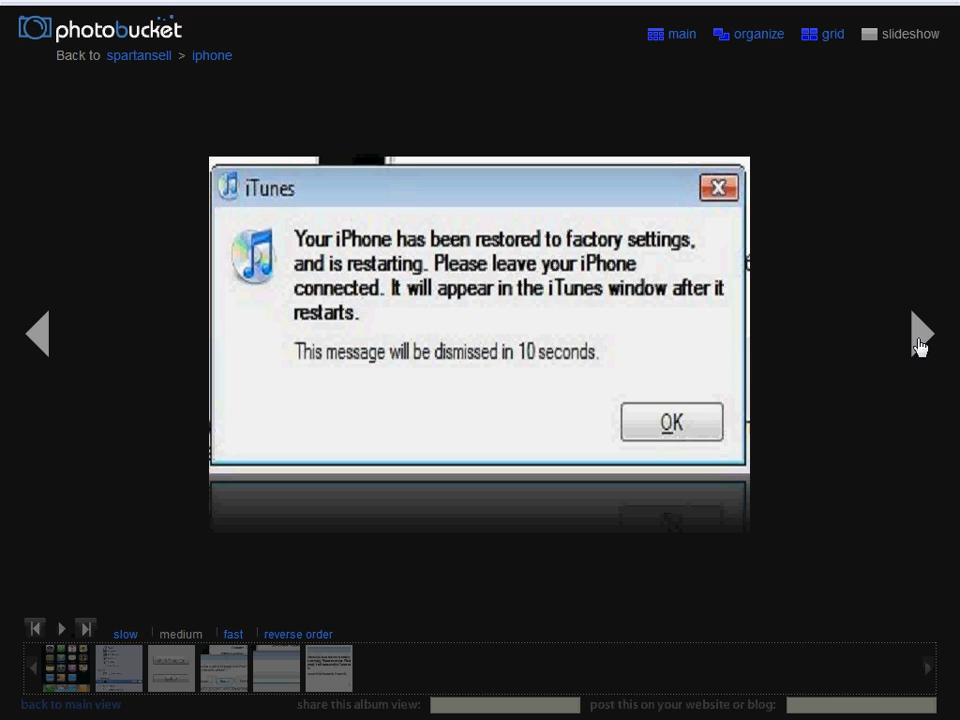 photobucket
main organize grid slideshow
Back to spartansell > iphone
iTunes
Your iPhone has been restored to factory settings,
and is restarting. Please leave your iPhone
connected. It will appear in the iTunes window after it
restarts.
This message will be dismissed in 10 seconds.
OK
slow medium fast reverse order
back to main view share this album view: post this on your website or blog: